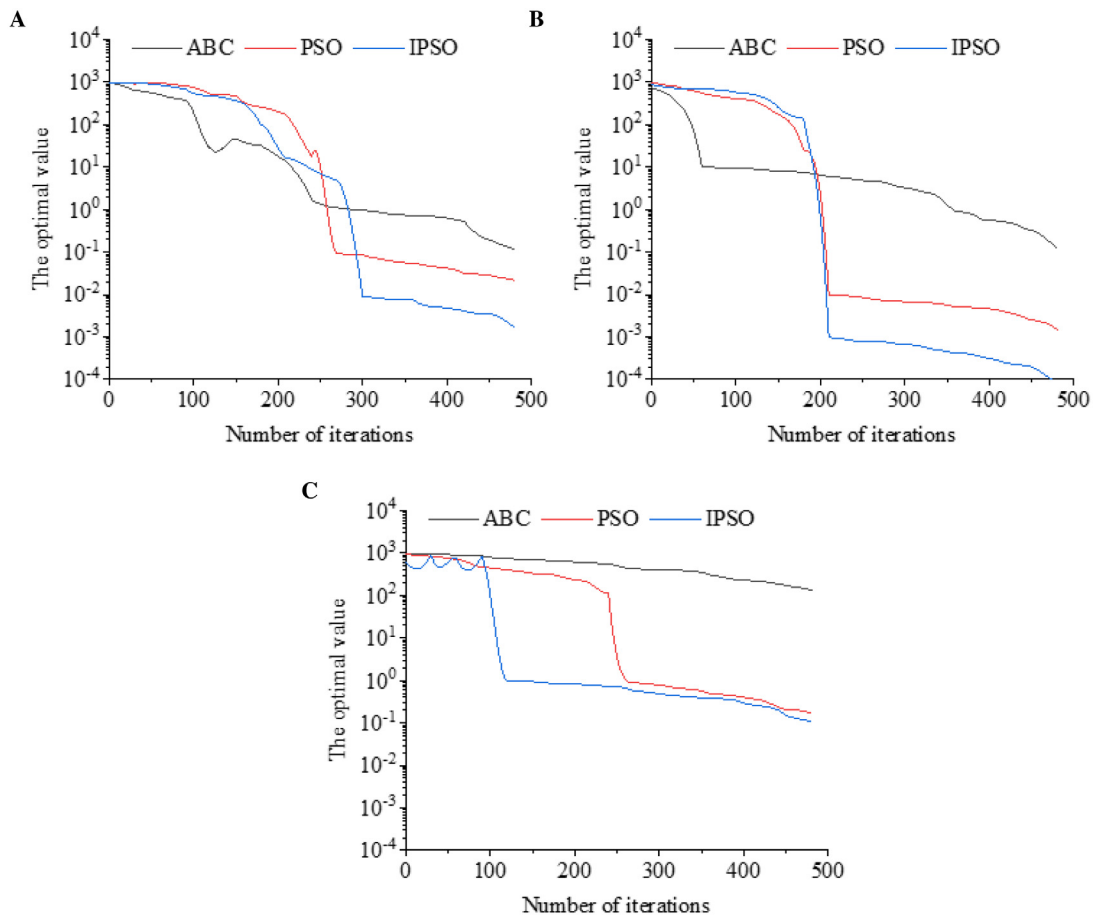 A
ABC PSO IPSO
10^4
10^3
10^2
10^1
10^0
10^-1
10^-2
10^-3
10^-4
The optimal value
0 100 200 300 400 500
Number of iterations
B
ABC PSO IPSO
10^4
10^3
10^2
10^1
10^0
10^-1
10^-2
10^-3
10^-4
The optimal value
0 100 200 300 400 500
Number of iterations
C
ABC PSO IPSO
10^4
10^3
10^2
10^1
10^0
10^-1
10^-2
10^-3
10^-4
The optimal value
0 100 200 300 400 500
Number of iterations